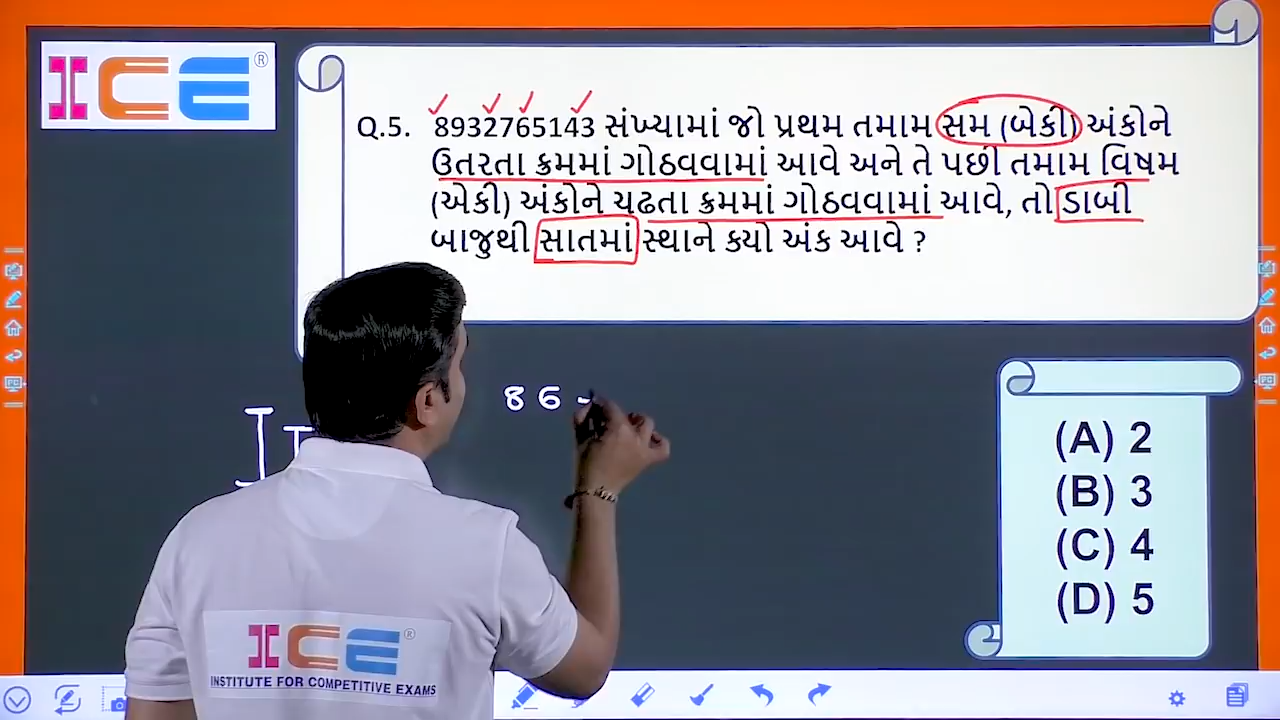 ICE®
Q.5. 8932765143 સંખ્યામાં જો પ્રથમ તમામ સમ (બેકી) અંકોને
ઉતરતા ક્રમમાં ગોઠવવામાં આવે અને તે પછી તમામ વિષમ
(એકી) અંકોને ચઢતા ક્રમમાં ગોઠવવામાં આવે, તો ડાબી
બાજુથી સાતમાં સ્થાને કયો અંક આવે ?
86
(A) 2
(B) 3
(C) 4
(D) 5
ICE®
INSTITUTE FOR COMPETITIVE EXAMS